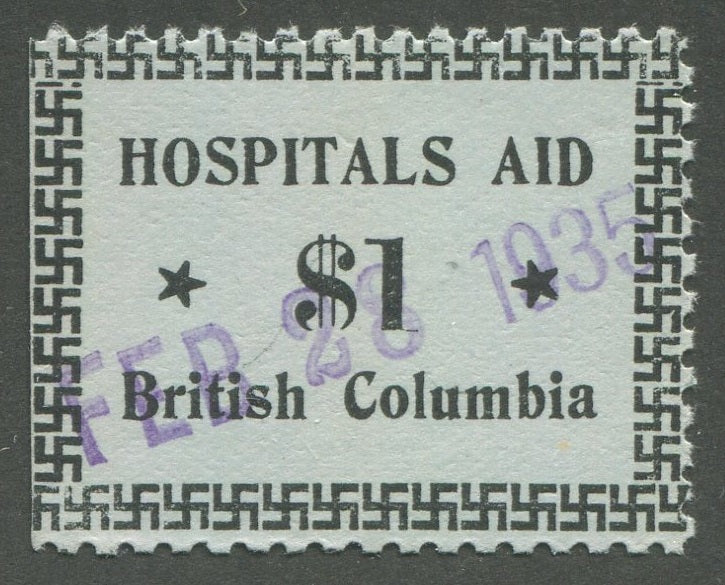 HOSPITALS AID
★ $1 ★
British Columbia
FEB 28 1935